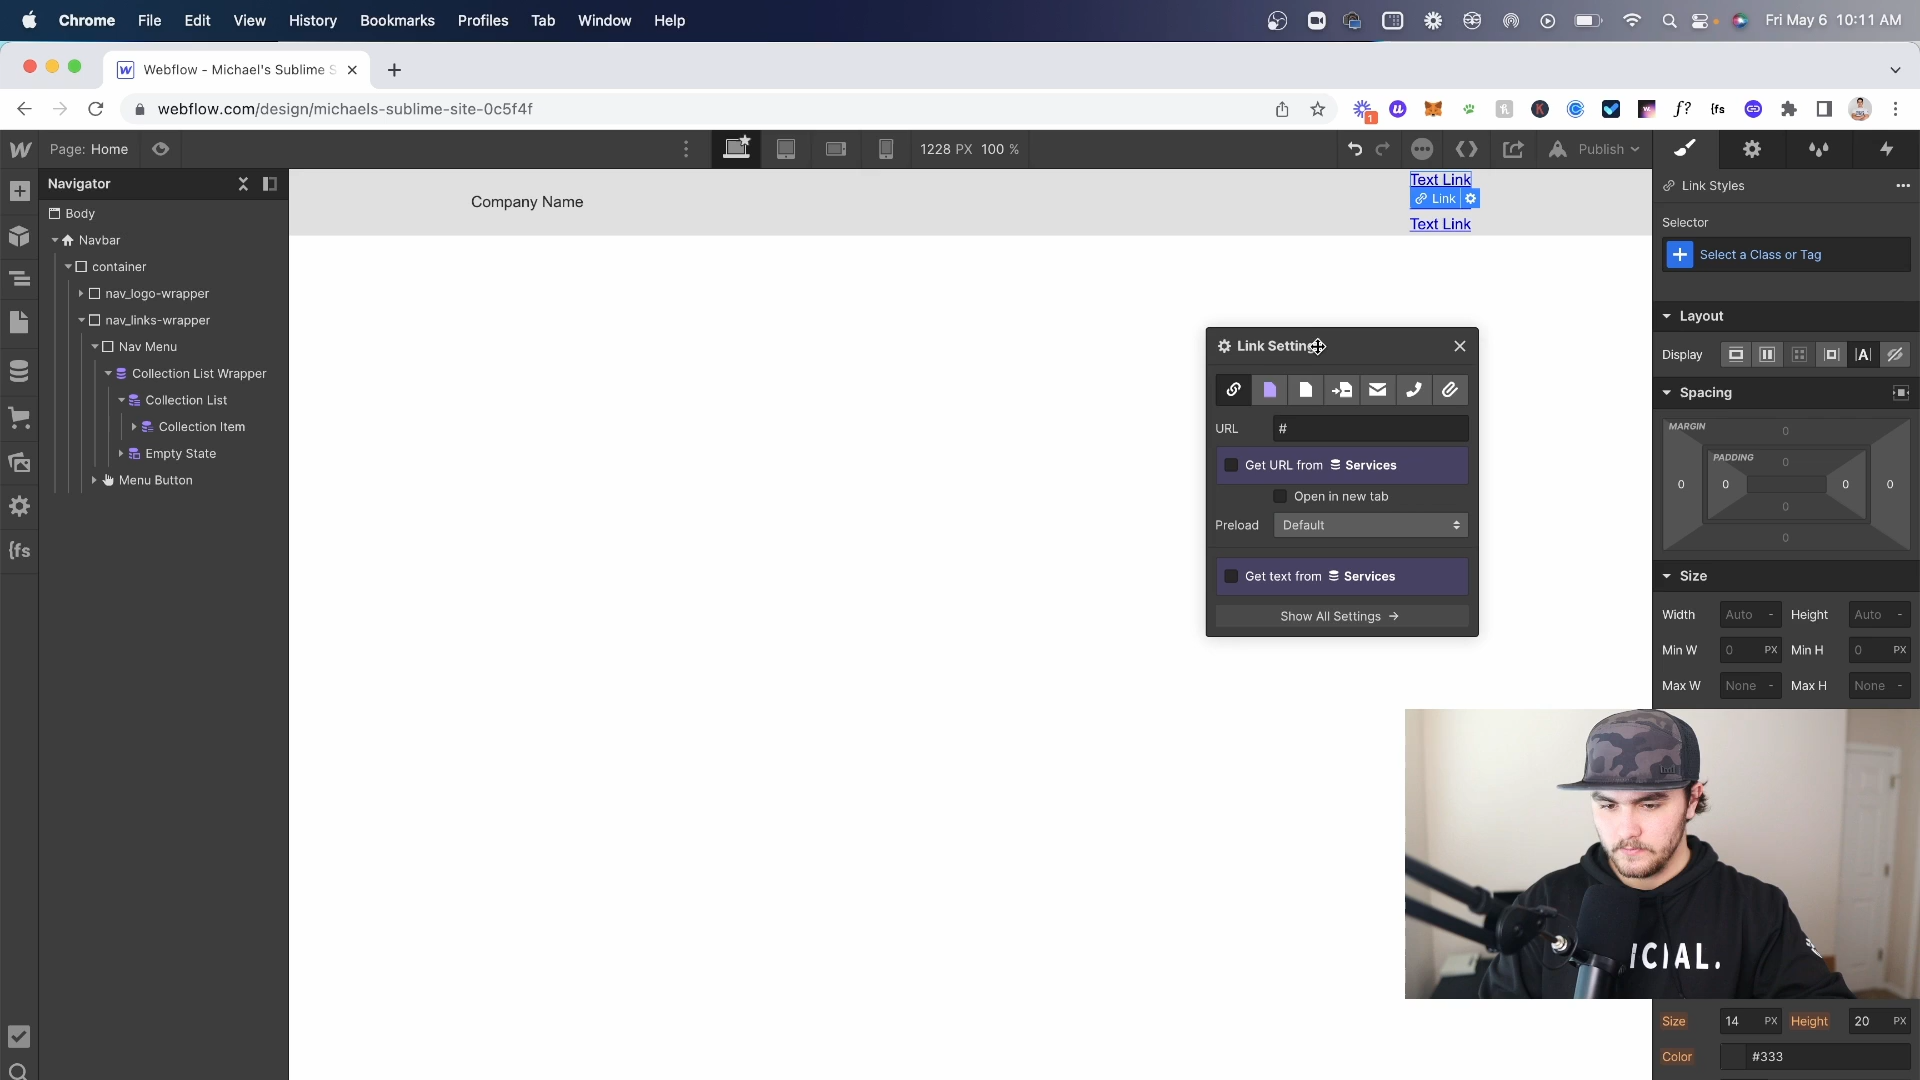 Chrome File Edit View History Bookmarks Profiles Tab Window Help Fri May 6 10:11 AM
Webflow - Michael's Sublime S
webflow.com/design/michaels-sublime-site-0c5f4f
1
Page: Home 1228 PX 100 % Publish
Navigator
Body
Navbar
container
nav_logo-wrapper
nav_links-wrapper
Nav Menu
Collection List Wrapper
Collection List
Collection Item
Empty State
Menu Button
{fs
Company Name
Text Link
Link
Text Link
Link Setting
URL #
Get URL from Services
Open in new tab
Preload Default
Get text from Services
Show All Settings
Link Styles
Selector
Select a Class or Tag
Layout
Display
Spacing
MARGIN 0
PADDING 0
0 0 0 0
0
0
Size
Width Auto - Height Auto -
Min W 0 PX Min H 0 PX
Max W None - Max H None -
ICIAL.
Size 14 PX Height 20 PX
Color #333